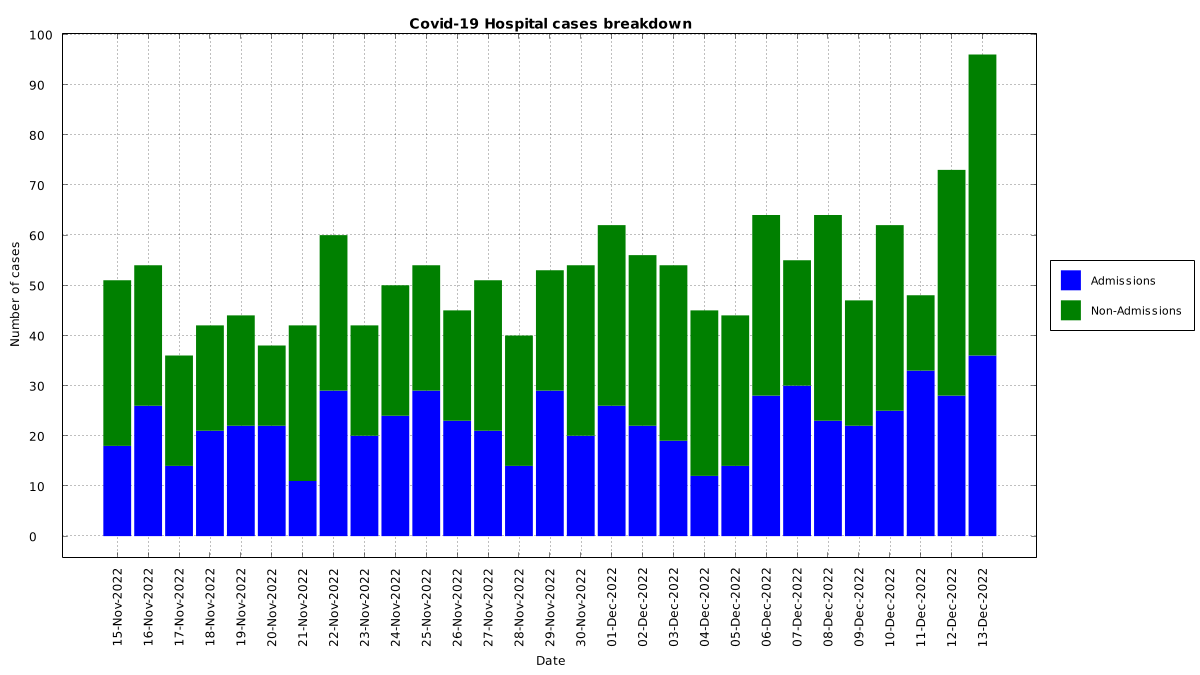 Covid-19 Hospital cases breakdown
100
90
80
70
60
50
40
30
20
10
0
Number of cases
15-Nov-2022
16-Nov-2022
17-Nov-2022
18-Nov-2022
19-Nov-2022
20-Nov-2022
21-Nov-2022
22-Nov-2022
23-Nov-2022
24-Nov-2022
25-Nov-2022
26-Nov-2022
27-Nov-2022
28-Nov-2022
29-Nov-2022
30-Nov-2022
01-Dec-2022
02-Dec-2022
03-Dec-2022
04-Dec-2022
05-Dec-2022
06-Dec-2022
07-Dec-2022
08-Dec-2022
09-Dec-2022
10-Dec-2022
11-Dec-2022
12-Dec-2022
13-Dec-2022
Date
Admissions
Non-Admissions